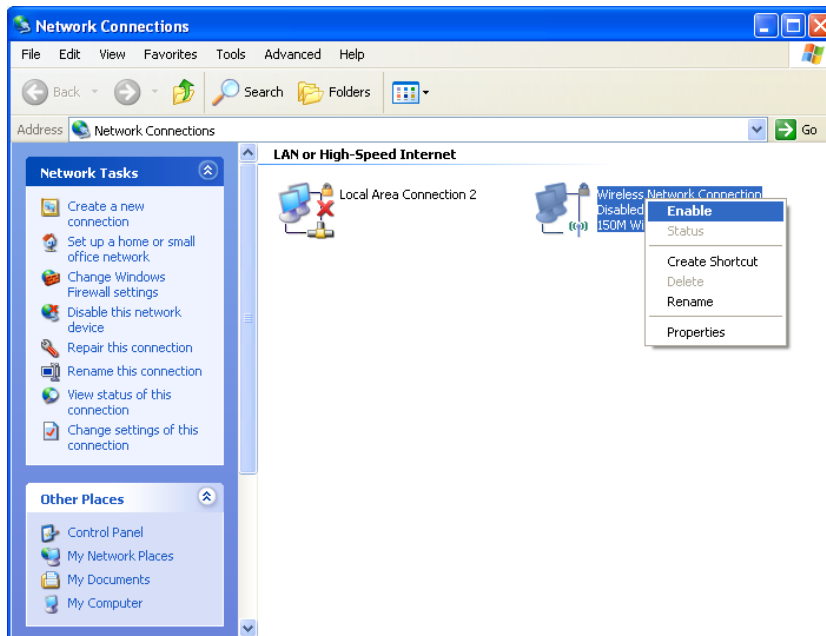 Network Connections
File Edit View Favorites Tools Advanced Help
Back Search Folders
Address Network Connections Go
Network Tasks
Create a new
connection
Set up a home or small
office network
Change Windows
Firewall settings
Disable this network
device
Repair this connection
Rename this connection
View status of this
connection
Change settings of this
connection
Other Places
Control Panel
My Network Places
My Documents
My Computer
LAN or High-Speed Internet
Local Area Connection 2
Wireless Network Connection
Disabled
150M Wi
Enable
Status
Create Shortcut
Delete
Rename
Properties